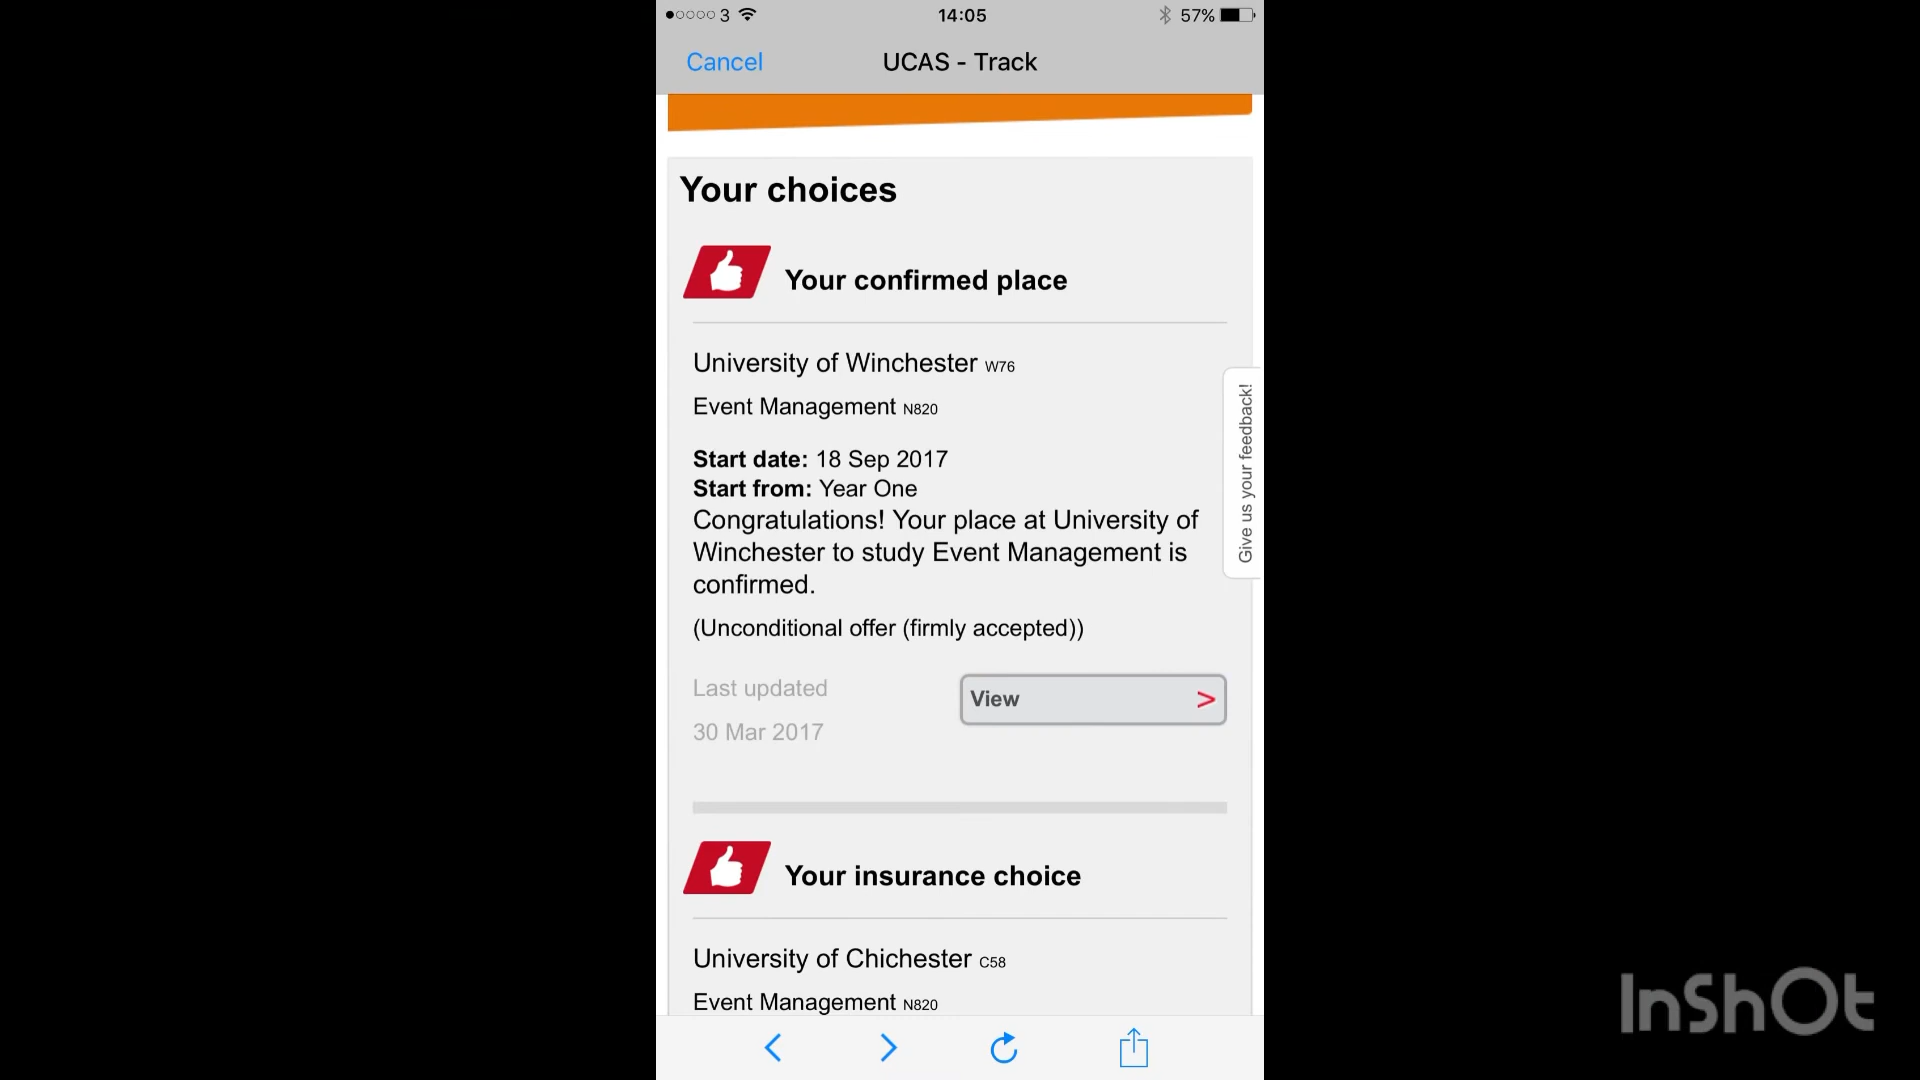 3 14:05 57%
Cancel UCAS - Track
Your choices
Your confirmed place
University of Winchester W76
Event Management N820
Start date: 18 Sep 2017
Start from: Year One
Congratulations! Your place at University of
Winchester to study Event Management is
confirmed.
(Unconditional offer (firmly accepted))
Last updated
30 Mar 2017
View >
Give us your feedback!
Your insurance choice
University of Chichester C58
Event Management N820
InShOt